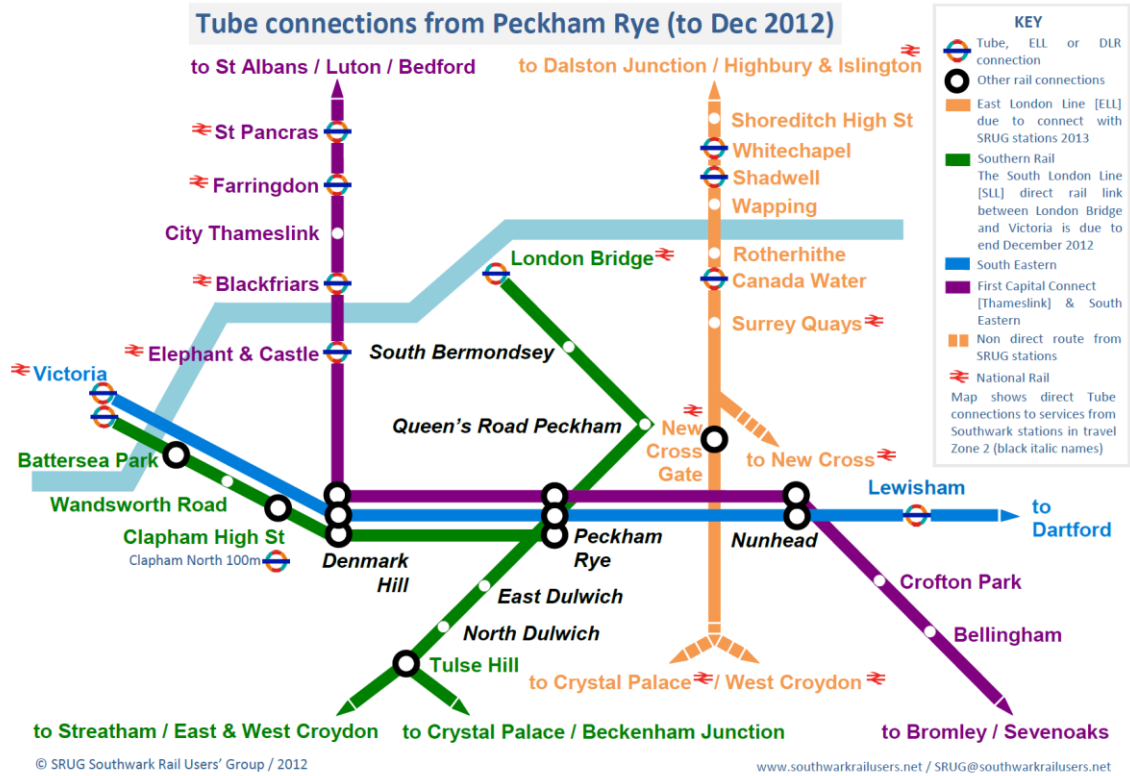 Tube connections from Peckham Rye (to Dec 2012)
to St Albans / Luton / Bedford
to Dalston Junction / Highbury & Islington
St Pancras
Farringdon
City Thameslink
Blackfriars
Elephant & Castle
Shoreditch High St
Whitechapel
Shadwell
Wapping
Rotherhithe
Canada Water
Surrey Quays
London Bridge
South Bermondsey
Queen's Road Peckham
New
Cross
Gate
to New Cross
Victoria
Battersea Park
Wandsworth Road
Clapham High St
Clapham North 100m
Denmark
Hill
Peckham
Rye
Nunhead
Lewisham
to
Dartford
East Dulwich
North Dulwich
Tulse Hill
Crofton Park
Bellingham
to Crystal Palace / West Croydon
to Streatham / East & West Croydon
to Crystal Palace / Beckenham Junction
to Bromley / Sevenoaks
KEY
Tube, ELL or DLR
connection
Other rail connections
East London Line [ELL]
due to connect with
SRUG stations 2013
Southern Rail
The South London Line
[SLL] direct rail link
between London Bridge
and Victoria is due to
end December 2012
South Eastern
First Capital Connect
[Thameslink] & South
Eastern
Non direct route from
SRUG stations
National Rail
Map shows direct Tube
connections to services from
Southwark stations in travel
Zone 2 (black italic names)
© SRUG Southwark Rail Users' Group / 2012
www.southwarkrailusers.net / SRUG@southwarkrailusers.net